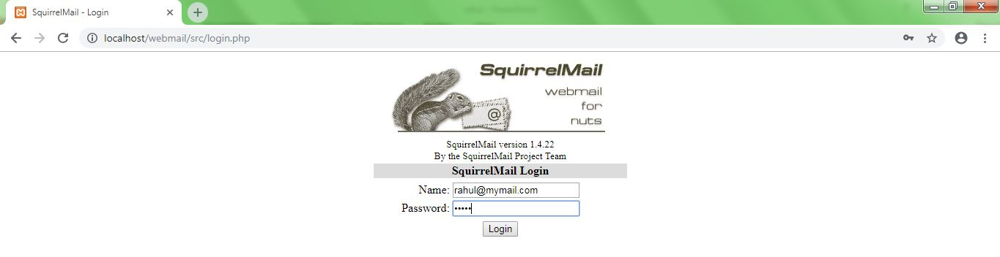 SquirrelMail - Login
localhost/webmail/src/login.php
SquirrelMail
webmail
for
nuts
@
SquirrelMail version 1.4.22
By the SquirrelMail Project Team
SquirrelMail Login
Name: rahul@mymail.com
Password: •••••
Login